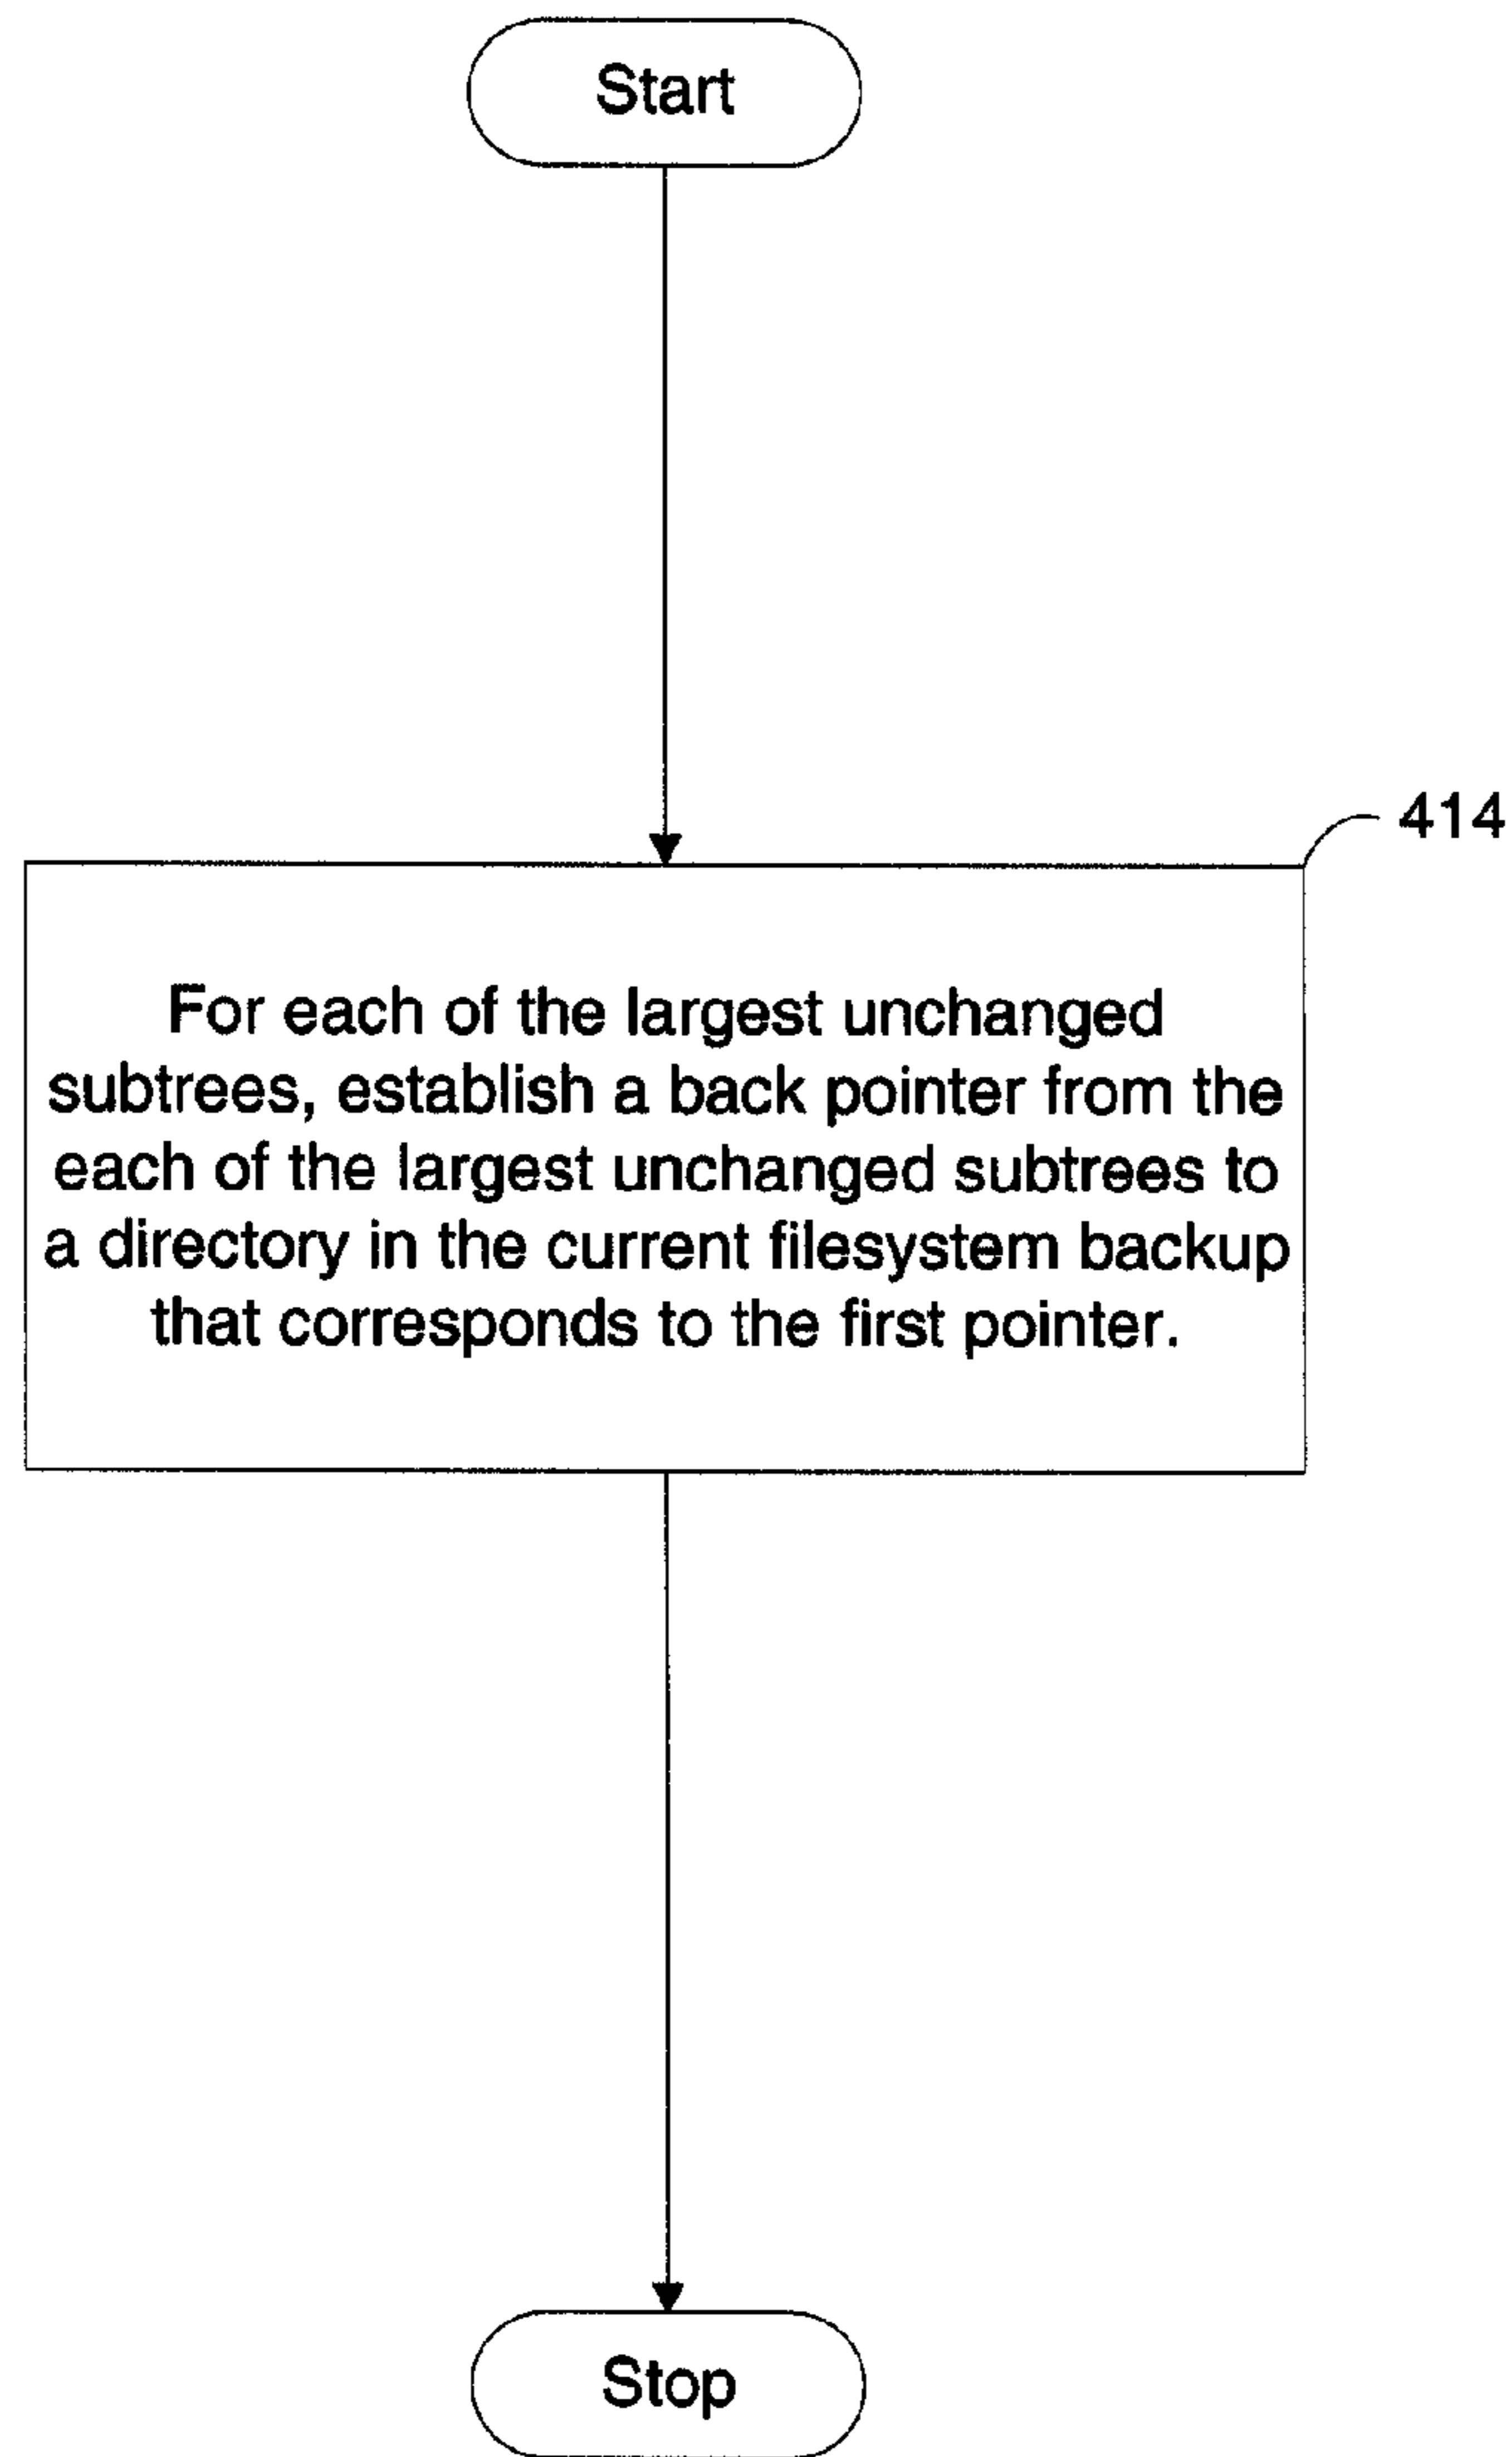 Start
414
For each of the largest unchanged
subtrees, establish a back pointer from the
each of the largest unchanged subtrees to
a directory in the current filesystem backup
that corresponds to the first pointer.
Stop